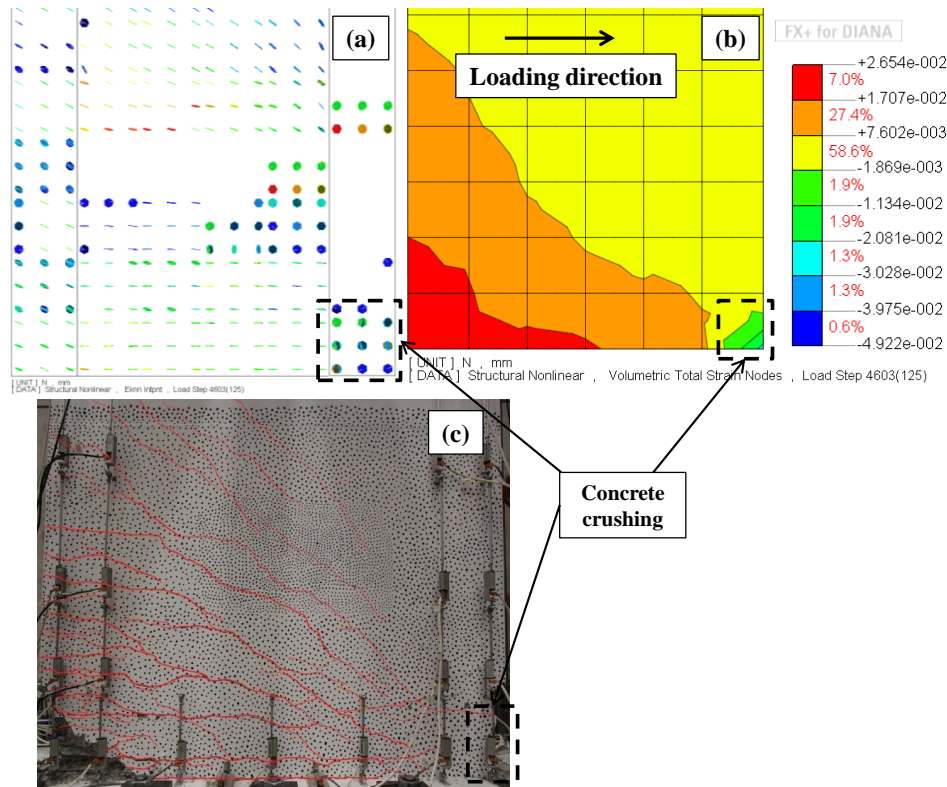 (a)
(b)
Loading direction
FX+ for DIANA
+2.654e-002
7.0%
+1.707e-002
27.4%
+7.602e-003
58.6%
-1.869e-003
1.9%
-1.134e-002
1.9%
-2.081e-002
1.3%
-3.028e-002
1.3%
-3.975e-002
0.6%
-4.922e-002
[ UNIT ] N , mm
[ DATA ] Structural Nonlinear , Eknn Intpnt , Load Step 4603(125)
[ UNIT ] N , mm
[ DATA ] Structural Nonlinear , Volumetric Total Strain Nodes , Load Step 4603(125)
(c)
Concrete
crushing